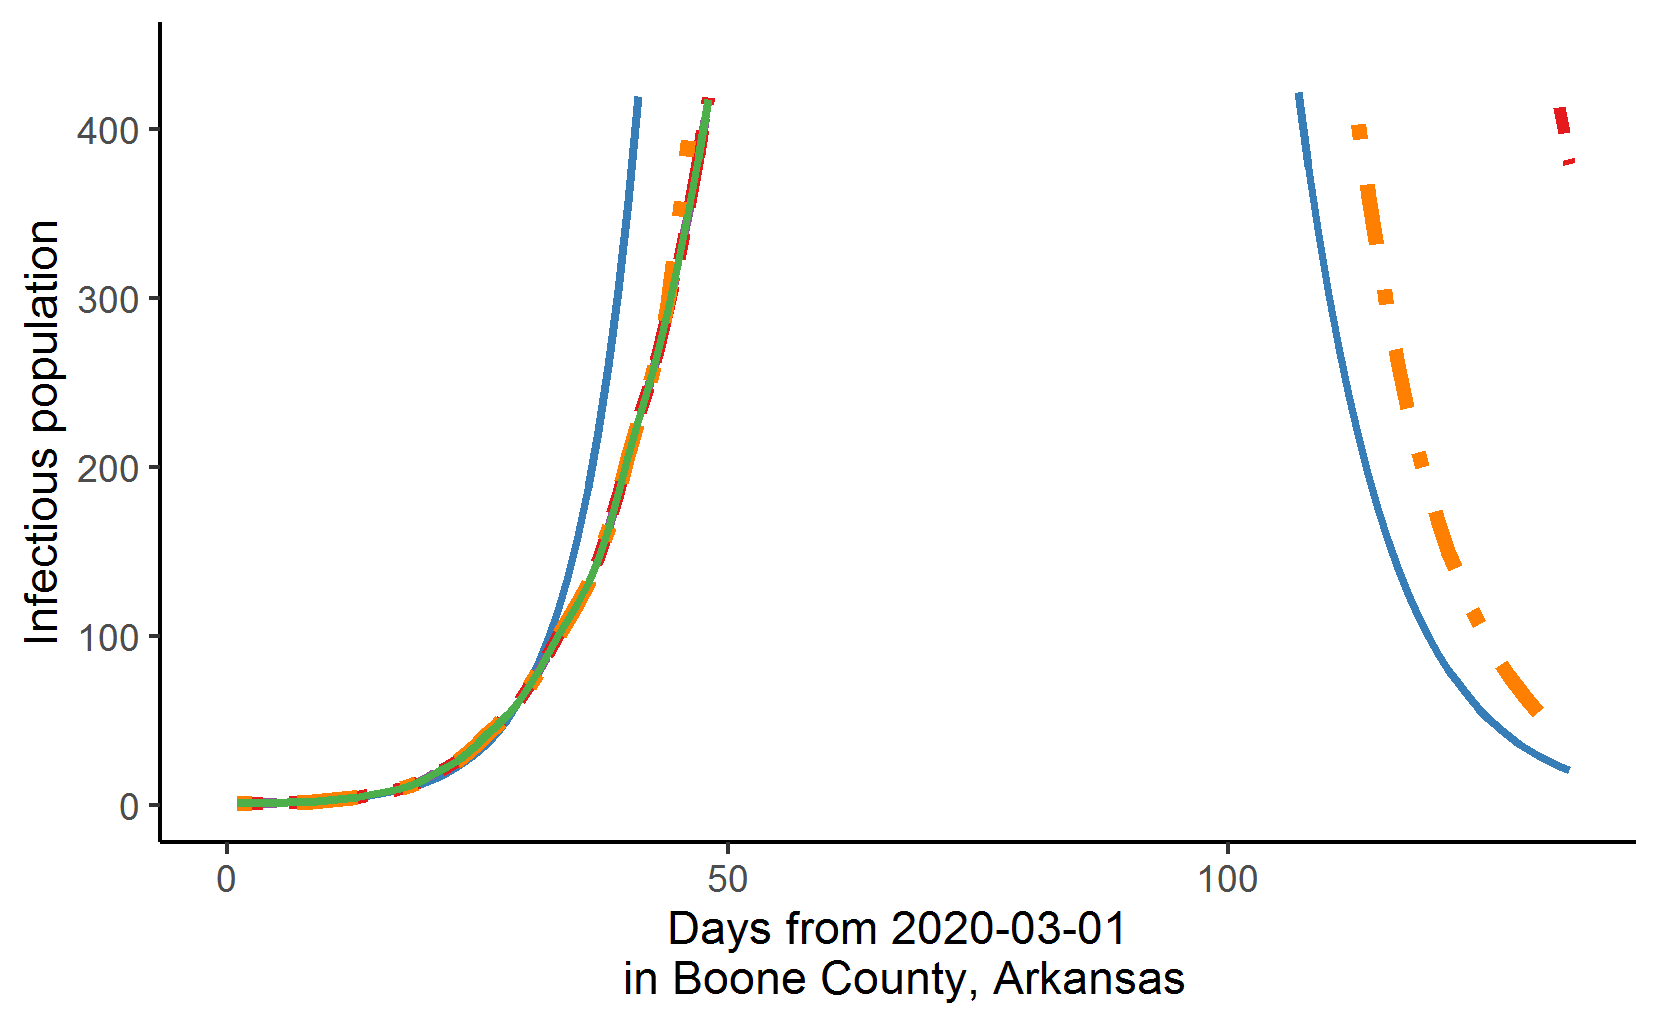 400
300
200
100
0
Infectious population
0 50 100
Days from 2020-03-01
in Boone County, Arkansas